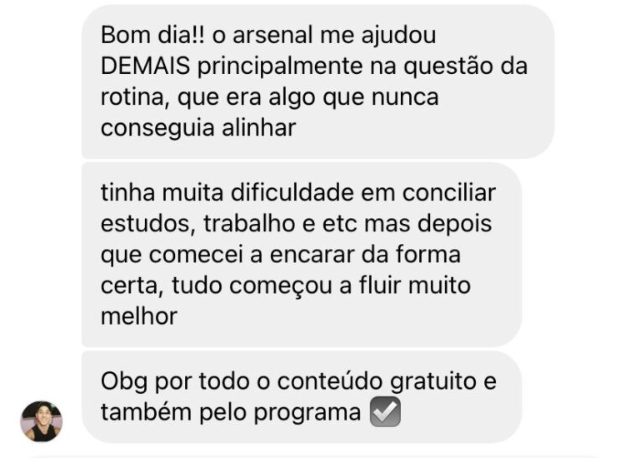 Bom dia!! o arsenal me ajudou
DEMAIS principalmente na questão da
rotina, que era algo que nunca
conseguia alinhar
tinha muita dificuldade em conciliar
estudos, trabalho e etc mas depois
que comecei a encarar da forma
certa, tudo começou a fluir muito
melhor
Obg por todo o conteúdo gratuito e
também pelo programa ☑️